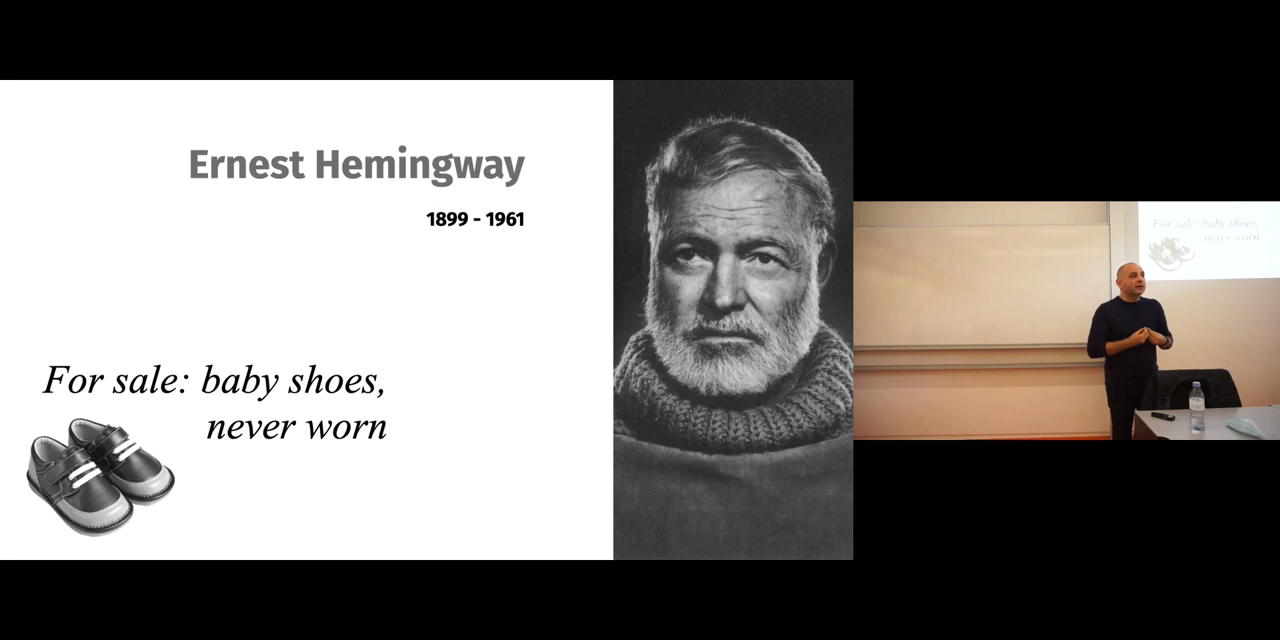 Ernest Hemingway
1899 - 1961
For sale: baby shoes,
never worn
For sale: baby shoes,
never worn